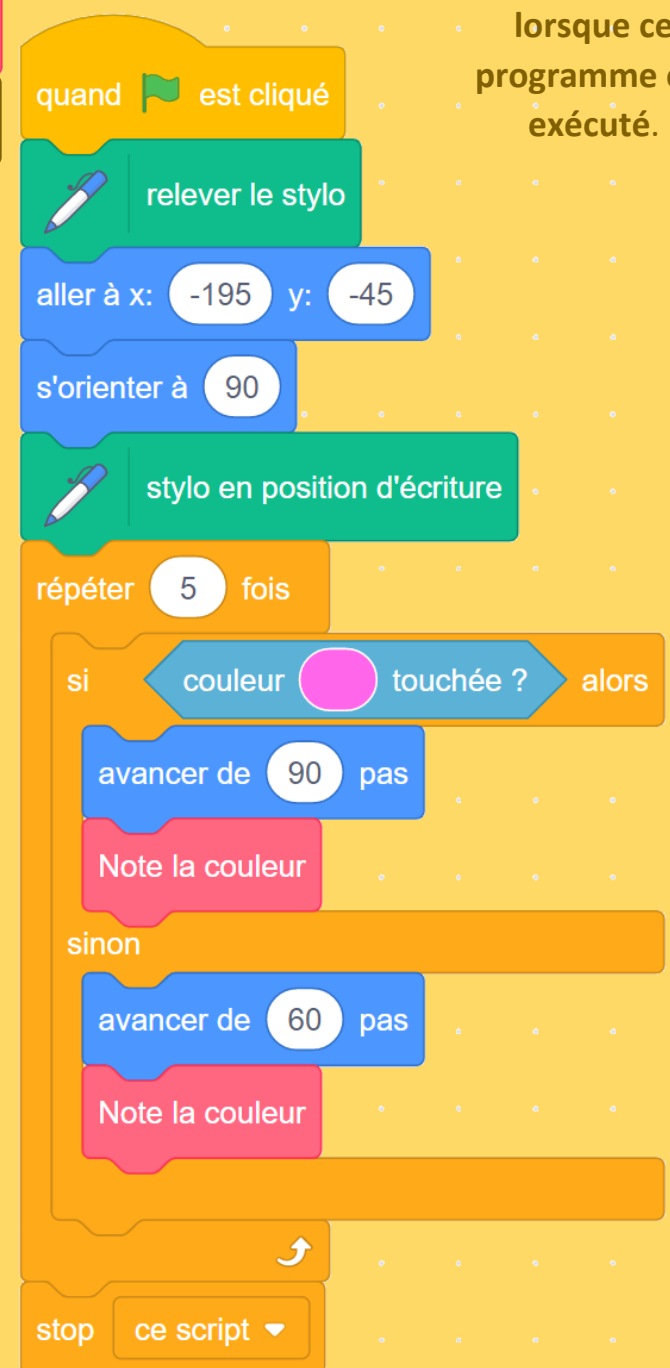 lorsque ce
programme
exécuté.
quand est cliqué
relever le stylo
aller à x: -195 y: -45
s'orienter à 90
stylo en position d'écriture
répéter 5 fois
si couleur touchée ? alors
avancer de 90 pas
Note la couleur
sinon
avancer de 60 pas
Note la couleur
stop ce script